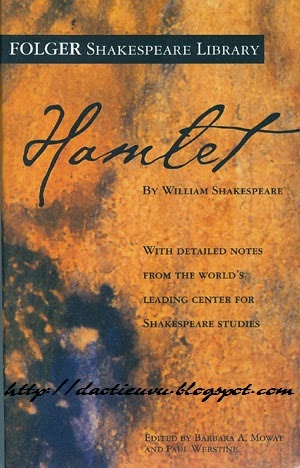 FOLGER SHAKESPEARE LIBRARY
Hamlet
BY WILLIAM SHAKESPEARE
WITH DETAILED NOTES
FROM THE WORLD'S
LEADING CENTER FOR
SHAKESPEARE STUDIES
http://daotieuvu.blogspot.com
EDITED BY BARBARA A. MOWAT
AND PAUL WERSTINE